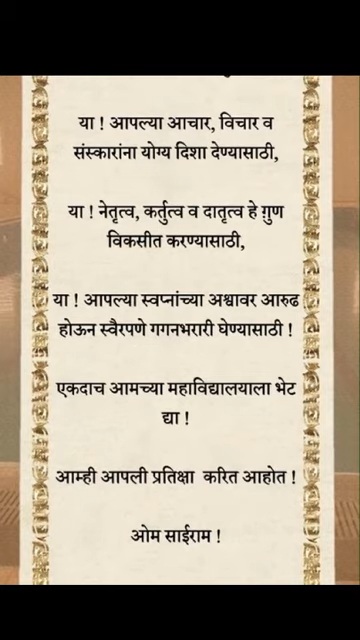 या ! आपल्या आचार, विचार व
संस्कारांना योग्य दिशा देण्यासाठी,
या ! नेतृत्व, कर्तुत्व व दातृत्व हे गुण
विकसीत करण्यासाठी,
या ! आपल्या स्वप्नांच्या अश्वावर आरुढ
होऊन स्वैरपणे गगनभरारी घेण्यासाठी !
एकदाच आमच्या महाविद्यालयाला भेट
द्या !
आम्ही आपली प्रतिक्षा करित आहोत !
ओम साईराम !